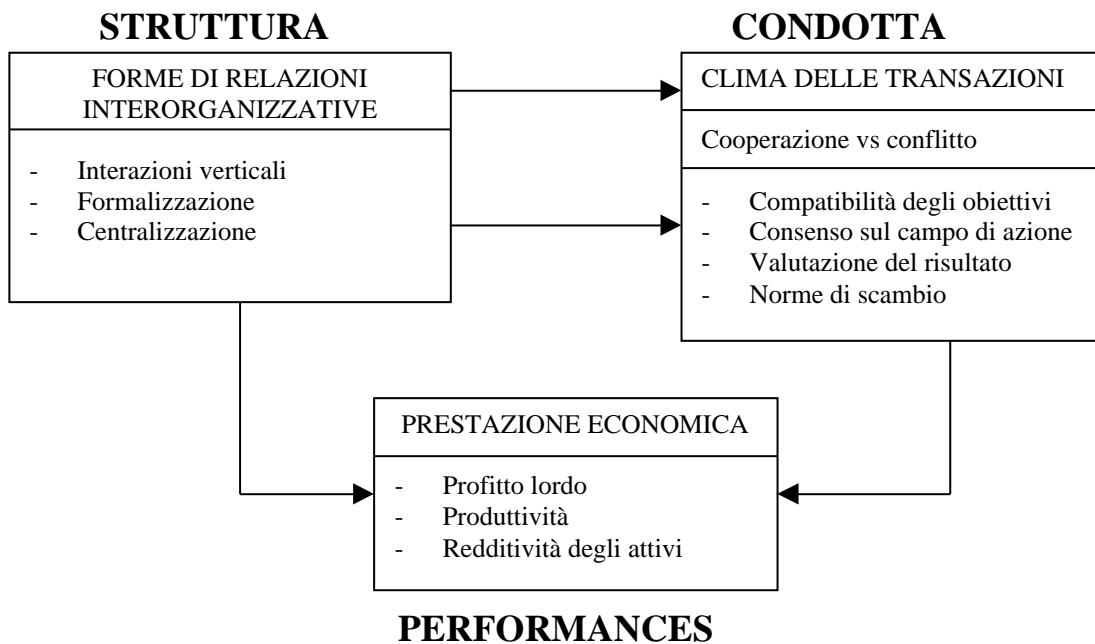 STRUTTURA
FORME DI RELAZIONI
INTERORGANIZZATIVE
- Interazioni verticali
- Formalizzazione
- Centralizzazione
CONDOTTA
CLIMA DELLE TRANSAZIONI
Cooperazione vs conflitto
- Compatibilità degli obiettivi
- Consenso sul campo di azione
- Valutazione del risultato
- Norme di scambio
PRESTAZIONE ECONOMICA
- Profitto lordo
- Produttività
- Redditività degli attivi
PERFORMANCES